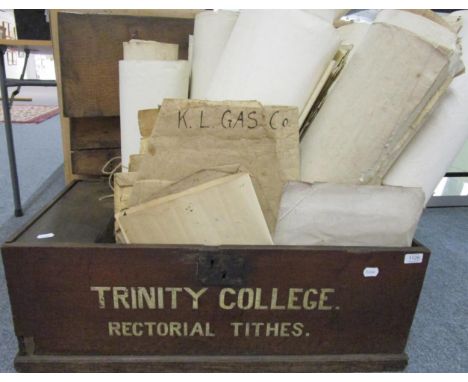 K. L. GAS Co
TRINITY COLLEGE.
RECTORIAL TITHES.